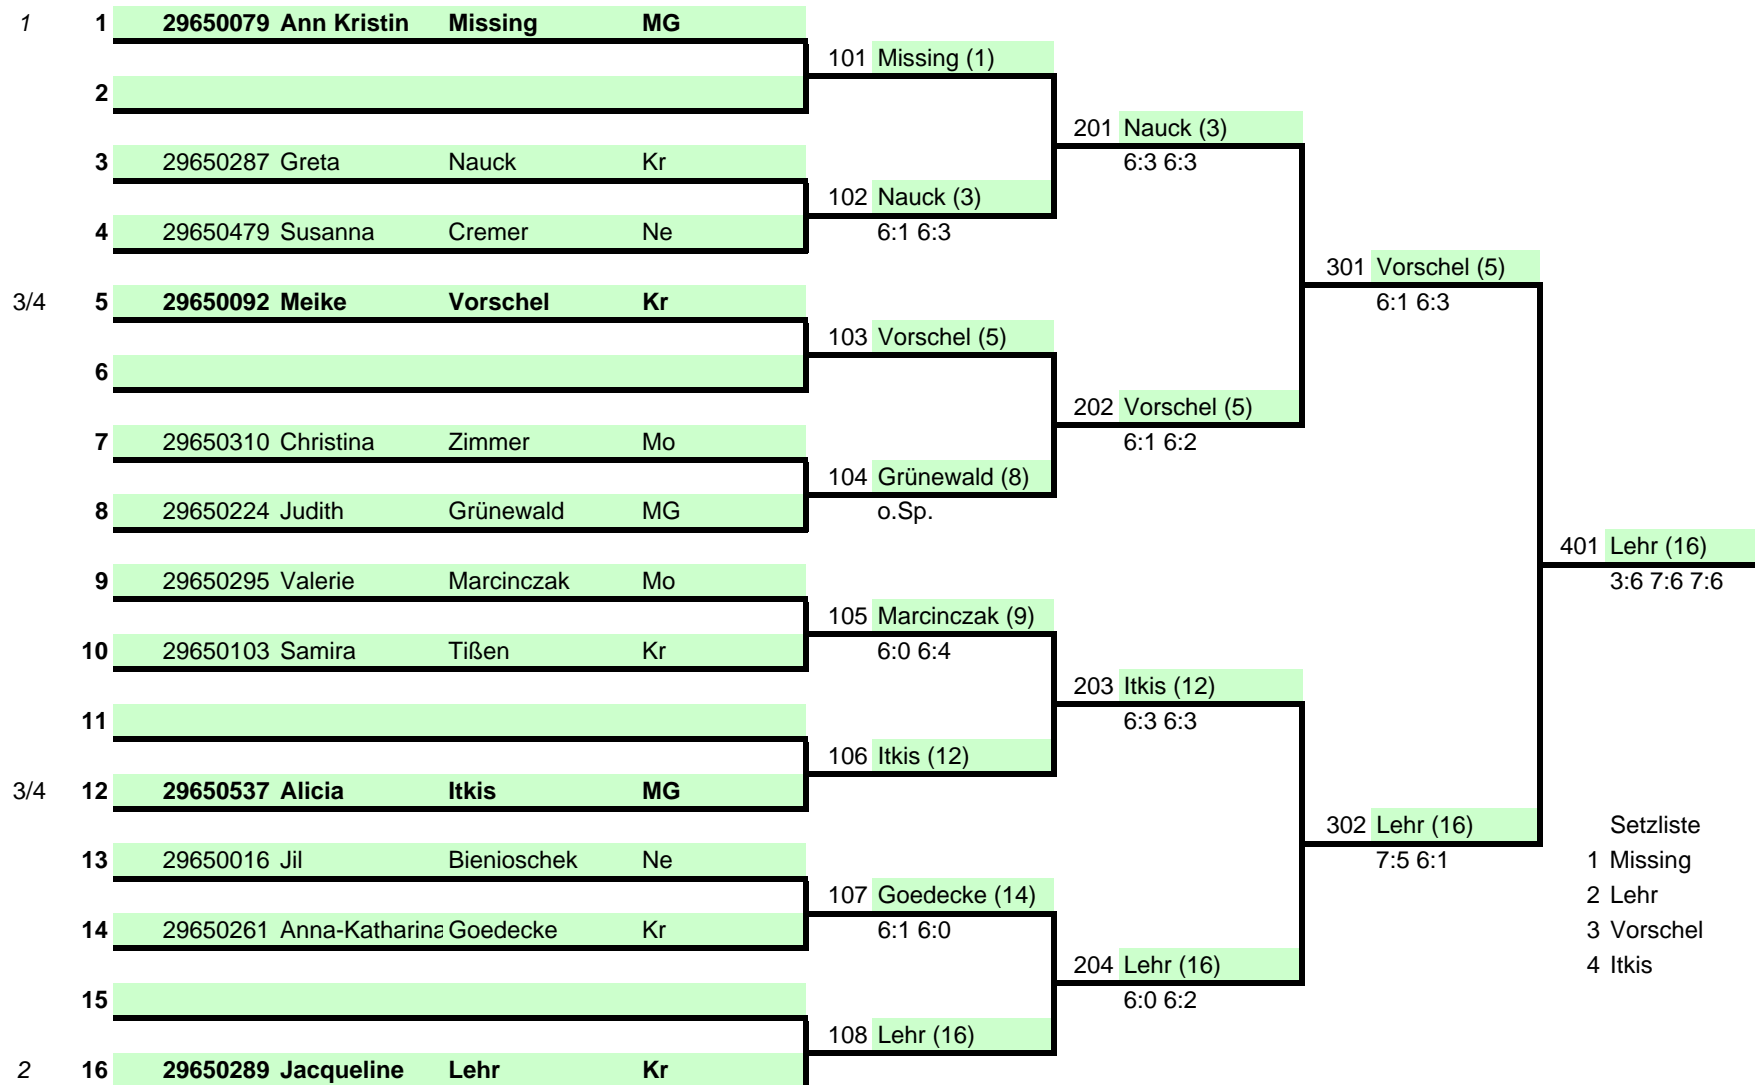 1 1 29650079 Ann Kristin Missing MG
101 Missing (1)
2
201 Nauck (3)
3 29650287 Greta Nauck Kr 6:3 6:3
102 Nauck (3)
4 29650479 Susanna Cremer Ne 6:1 6:3
301 Vorschel (5)
3/4 5 29650092 Meike Vorschel Kr 6:1 6:3
103 Vorschel (5)
6
202 Vorschel (5)
7 29650310 Christina Zimmer Mo 6:1 6:2
104 Grünewald (8)
8 29650224 Judith Grünewald MG o.Sp.
401 Lehr (16)
9 29650295 Valerie Marcinczak Mo 3:6 7:6 7:6
105 Marcinczak (9)
10 29650103 Samira Tißen Kr 6:0 6:4
203 Itkis (12)
11 6:3 6:3
106 Itkis (12)
3/4 12 29650537 Alicia Itkis MG
302 Lehr (16) Setzliste
13 29650016 Jil Bienioschek Ne 7:5 6:1 1 Missing
107 Goedecke (14) 2 Lehr
14 29650261 Anna-Katharina Goedecke Kr 6:1 6:0 3 Vorschel
204 Lehr (16) 4 Itkis
15 6:0 6:2
108 Lehr (16)
2 16 29650289 Jacqueline Lehr Kr